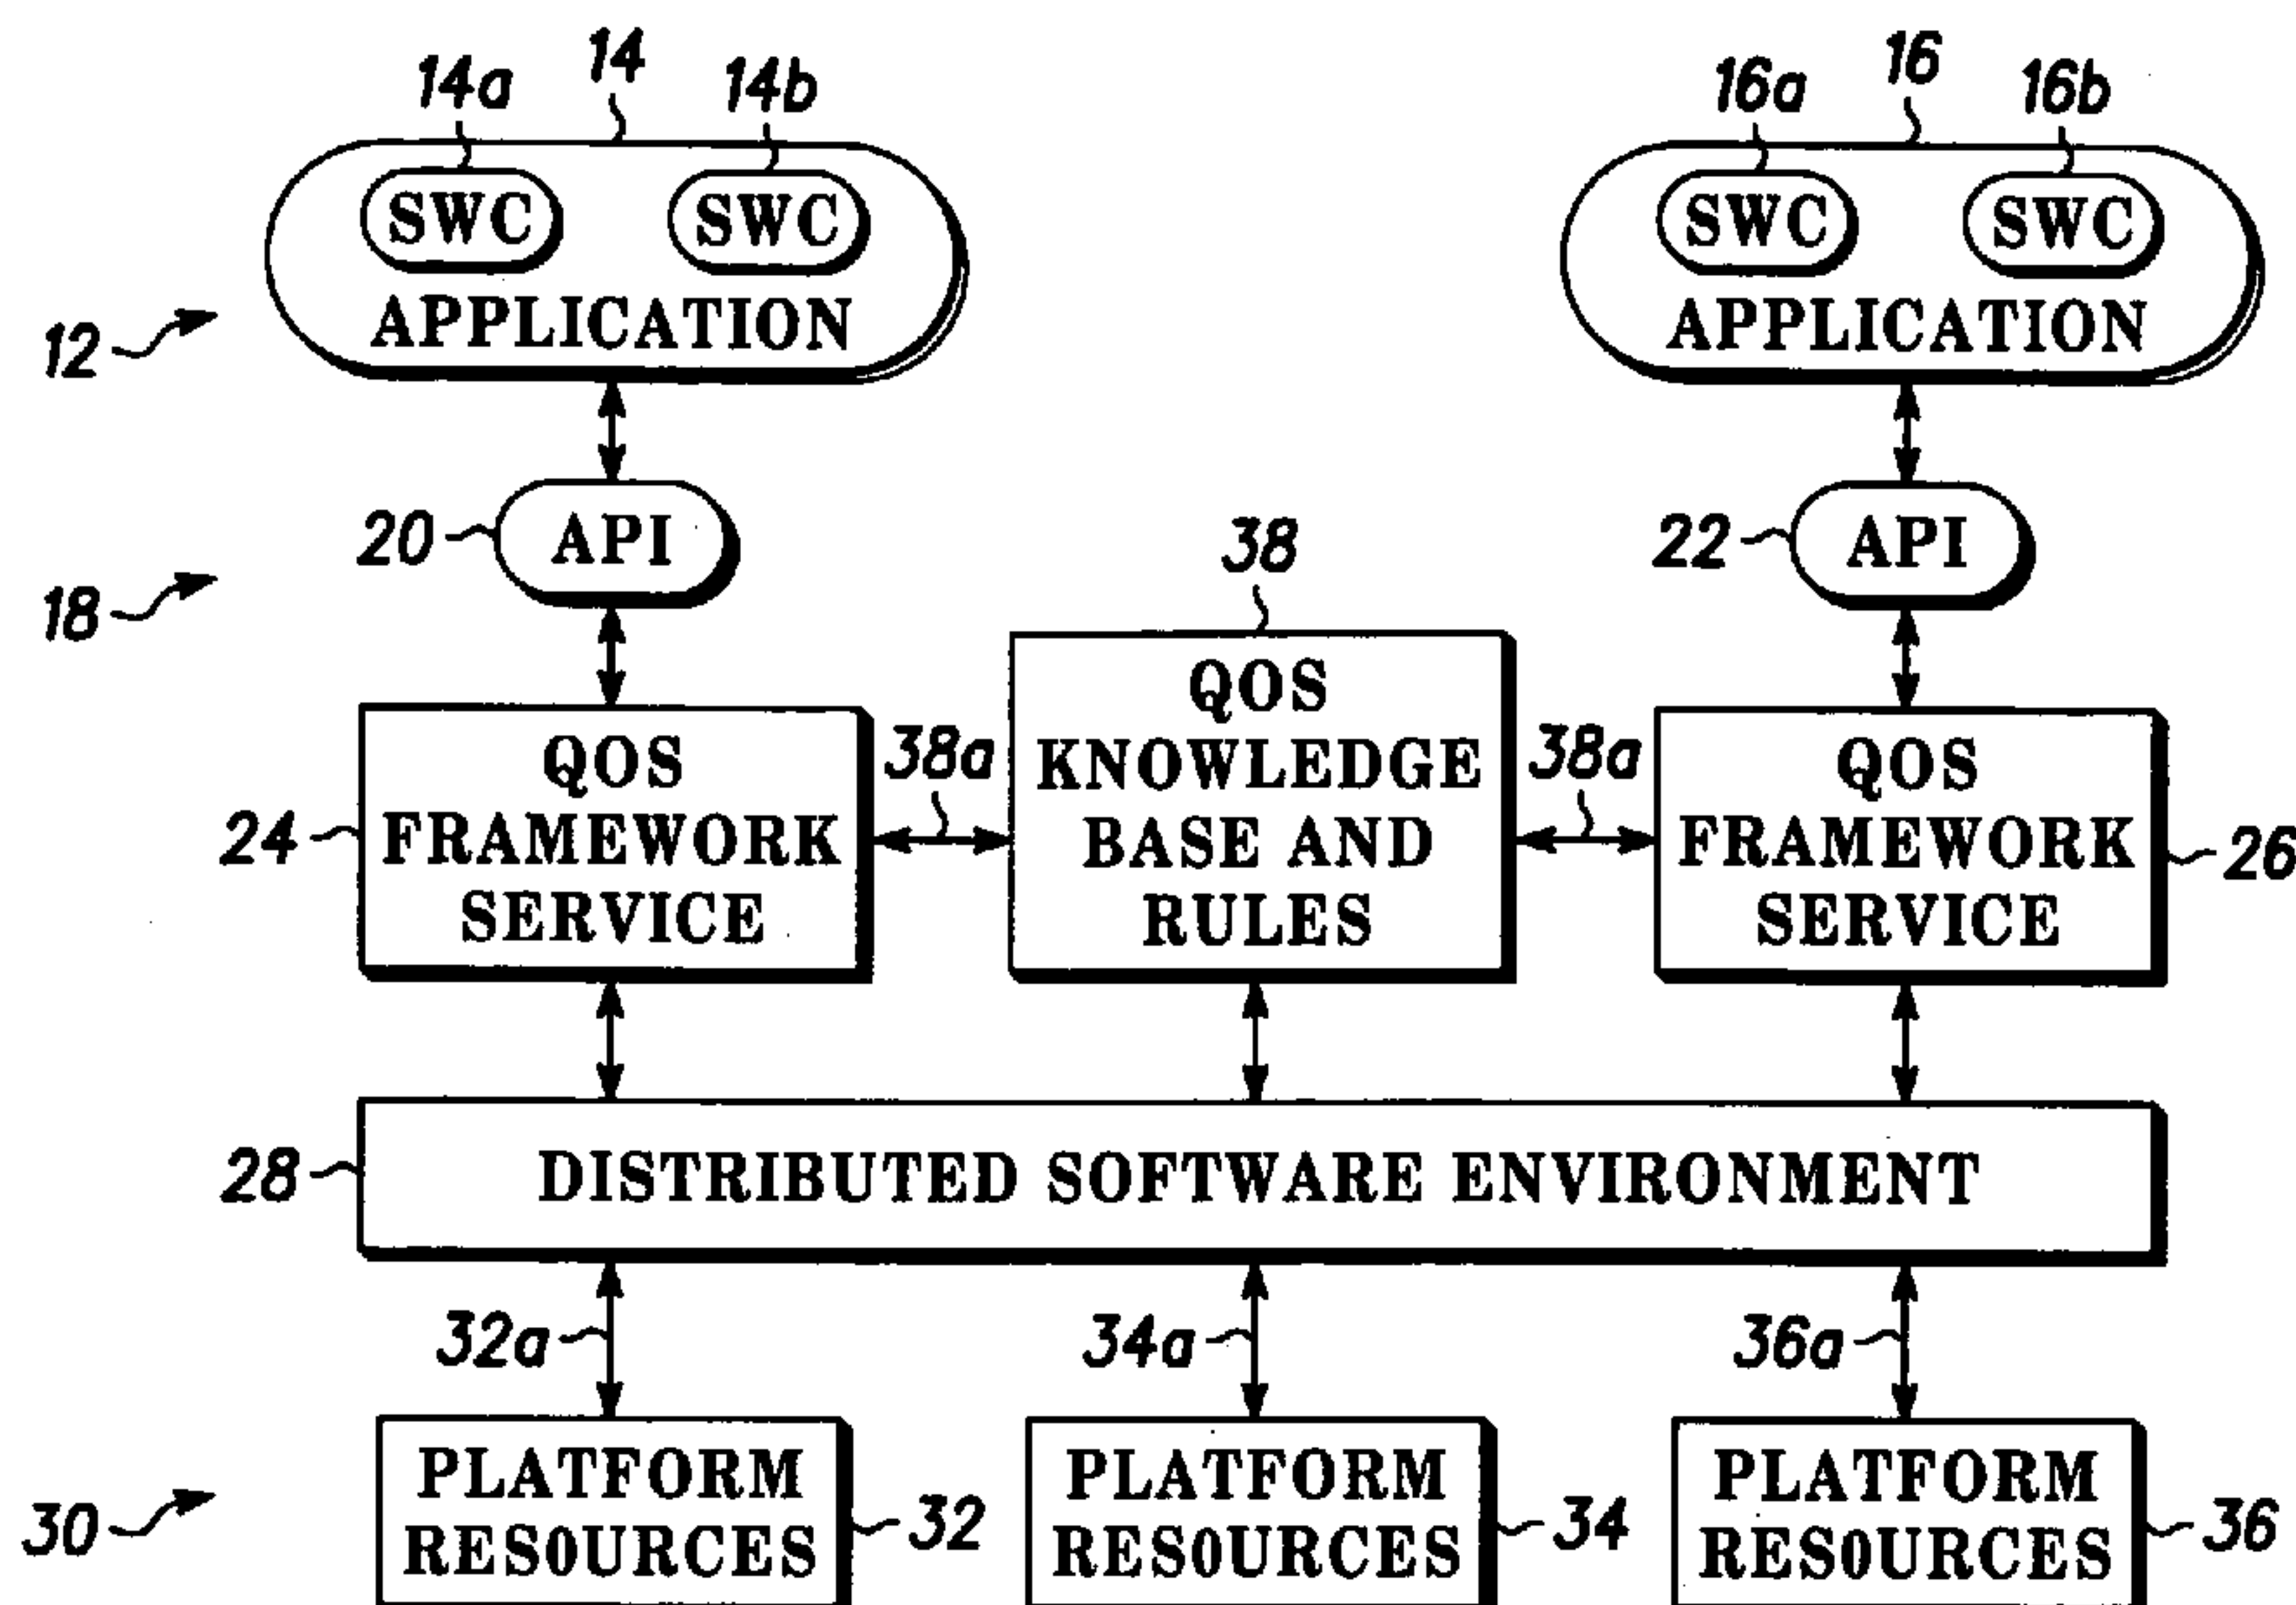 14a 14 14b
16a 16 16b
SWC SWC
SWC SWC
APPLICATION
APPLICATION
12
20 API
38
22 API
18
QOS
FRAMEWORK
SERVICE
24
38a
QOS
KNOWLEDGE
BASE AND
RULES
38a
QOS
FRAMEWORK
SERVICE
26
28 DISTRIBUTED SOFTWARE ENVIRONMENT
32a 34a 36a
30
PLATFORM
RESOURCES
32
PLATFORM
RESOURCES
34
PLATFORM
RESOURCES
36